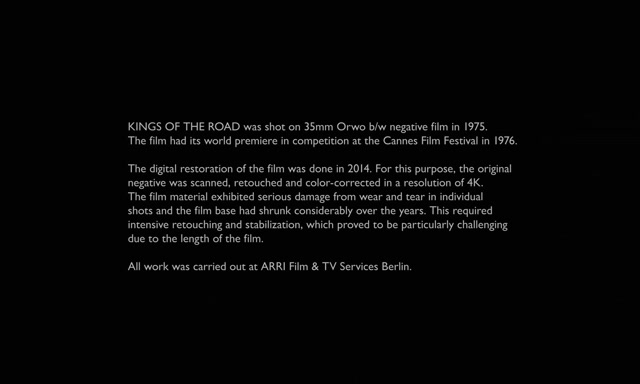 KINGS OF THE ROAD was shot on 35mm Orwo b/w negative film in 1975.
The film had its world premiere in competition at the Cannes Film Festival in 1976.
The digital restoration of the film was done in 2014. For this purpose, the original
negative was scanned, retouched and color-corrected in a resolution of 4K.
The film material exhibited serious damage from wear and tear in individual
shots and the film base had shrunk considerably over the years. This required
intensive retouching and stabilization, which proved to be particularly challenging
due to the length of the film.
All work was carried out at ARRI Film & TV Services Berlin.